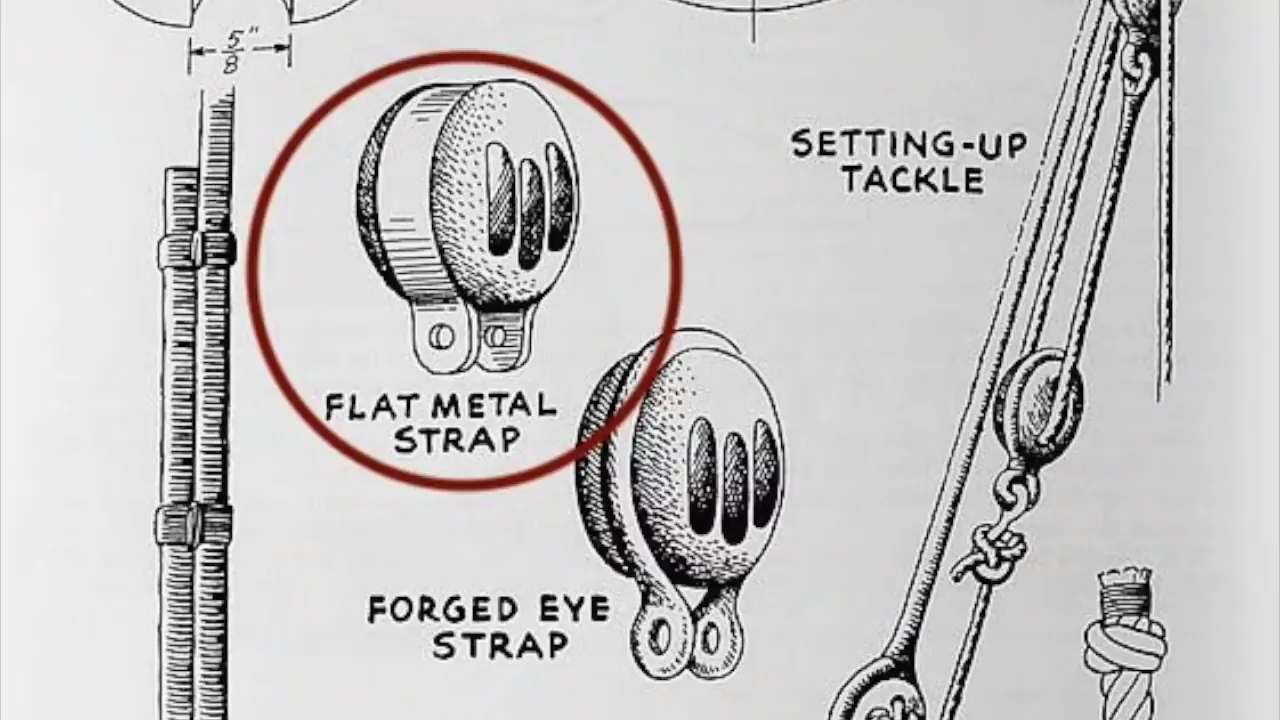 5/8"
SETTING-UP
TACKLE
FLAT METAL
STRAP
FORGED EYE
STRAP